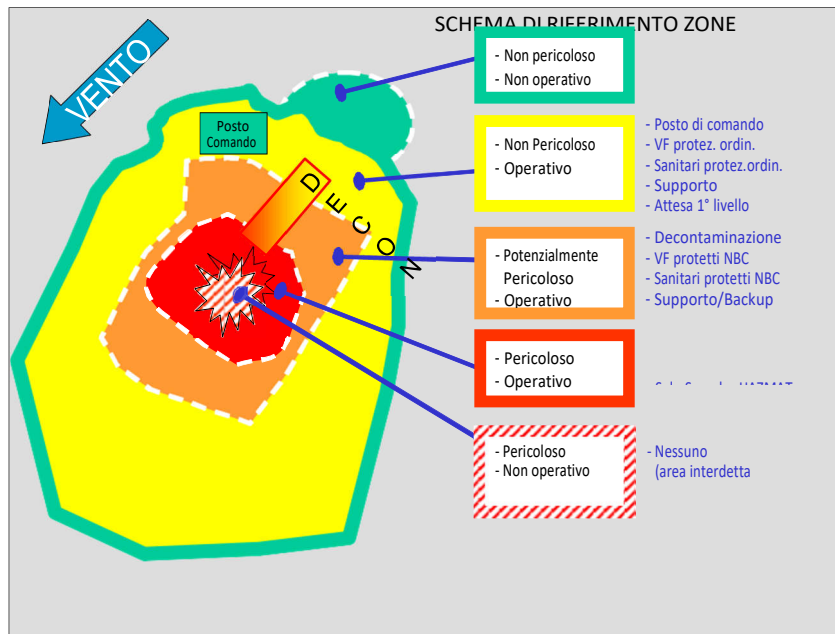 SCHEMA DI RIFERIMENTO ZONE
VENTO
Posto
Comando
DECON
- Non pericoloso
- Non operativo
- Non Pericoloso
- Operativo
- Posto di comando
- VF protez. ordin.
- Sanitari protez.ordin.
- Supporto
- Attesa 1° livello
- Potenzialmente
Pericoloso
- Operativo
- Decontaminazione
- VF protetti NBC
- Sanitari protetti NBC
- Supporto/Backup
- Pericoloso
- Operativo
- Pericoloso
- Non operativo
- Nessuno
(area interdetta